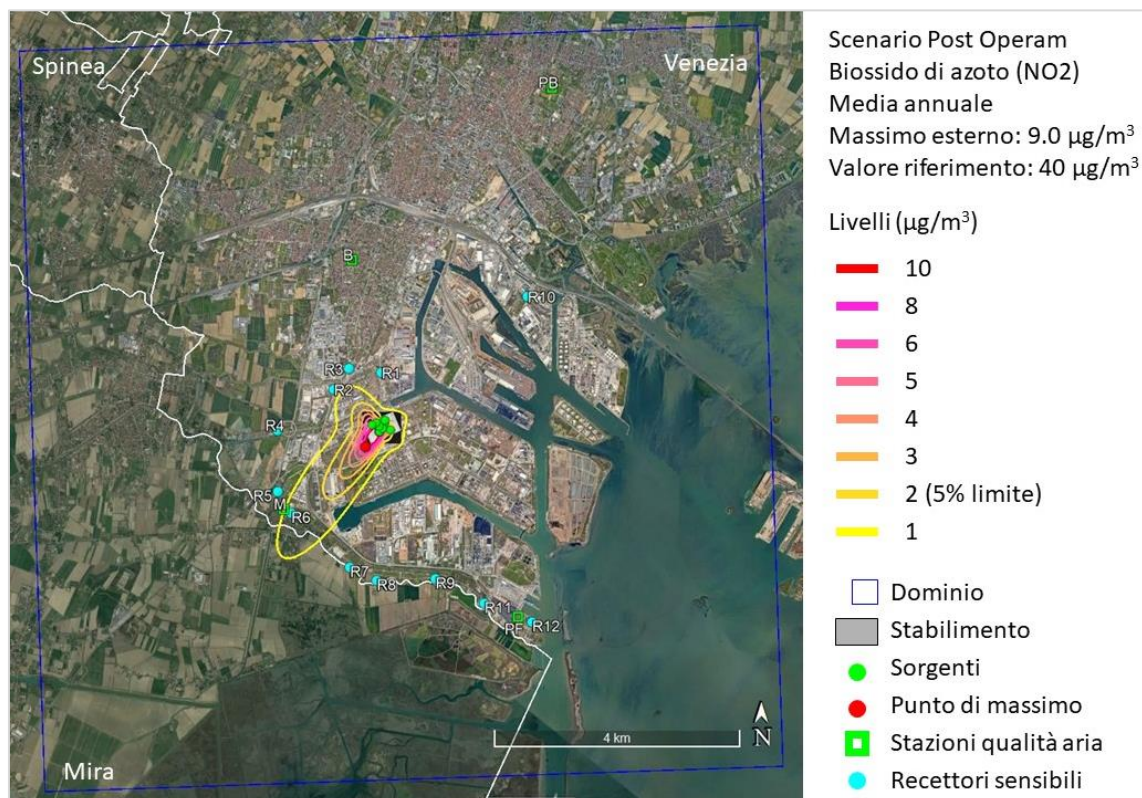 Spinea
Venezia
PB
B
R10
R3
R1
R2
R4
R5
M
R6
R7
R8
R9
R11
PF
R12
4 km
N
Mira
Scenario Post Operam
Biossido di azoto (NO2)
Media annuale
Massimo esterno: 9.0 µg/m³
Valore riferimento: 40 µg/m³
Livelli (µg/m³)
10
8
6
5
4
3
2 (5% limite)
1
Dominio
Stabilimento
Sorgenti
Punto di massimo
Stazioni qualità aria
Recettori sensibili